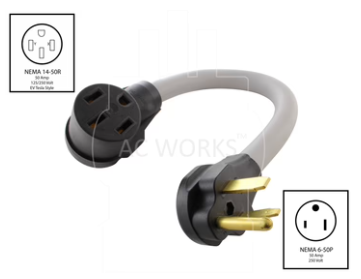 NEMA 14-50R
50 Amp
125/250 Volt
EV Tesla Style
AC WORKS™
NEMA-6-50P
50 Amp
250 Volt